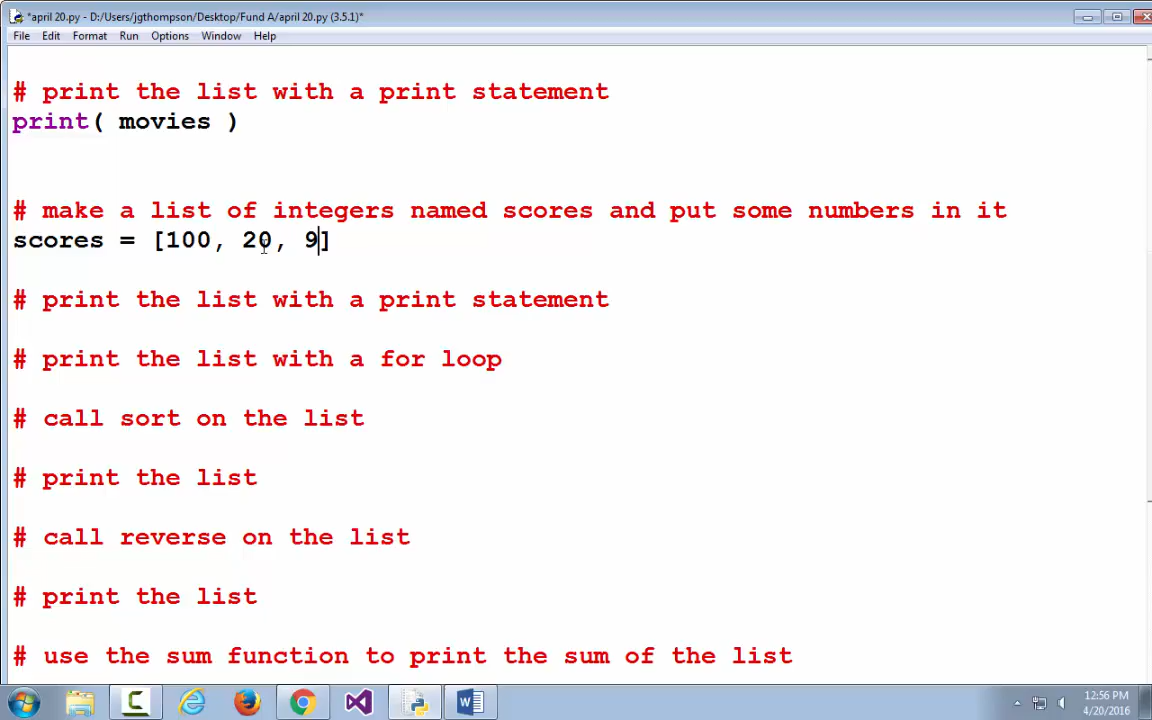 *april 20.py - D:/Users/jgthompson/Desktop/Fund A/april 20.py (3.5.1)*
File Edit Format Run Options Window Help
# print the list with a print statement
print( movies )
# make a list of integers named scores and put some numbers in it
scores = [100, 20, 9]
# print the list with a print statement
# print the list with a for loop
# call sort on the list
# print the list
# call reverse on the list
# print the list
# use the sum function to print the sum of the list
12:56 PM
4/20/2016